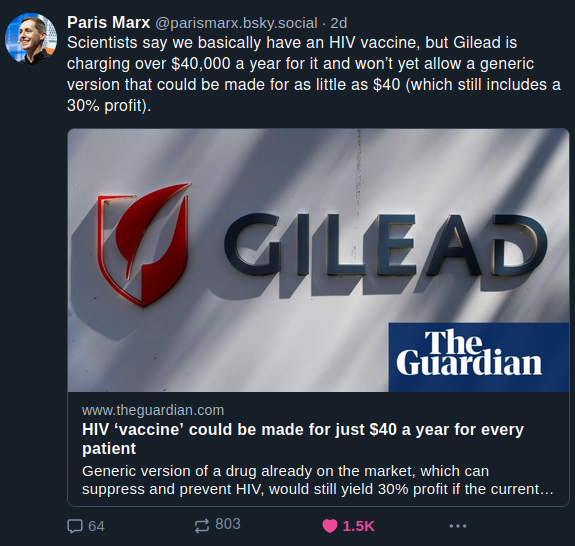 Paris Marx @parismarx.bsky.social · 2d
Scientists say we basically have an HIV vaccine, but Gilead is
charging over $40,000 a year for it and won’t yet allow a generic
version that could be made for as little as $40 (which still includes a
30% profit).
GILEAD
The
Guardian
www.theguardian.com
HIV ‘vaccine’ could be made for just $40 a year for every
patient
Generic version of a drug already on the market, which can
suppress and prevent HIV, would still yield 30% profit if the current...
64 803 1.5K